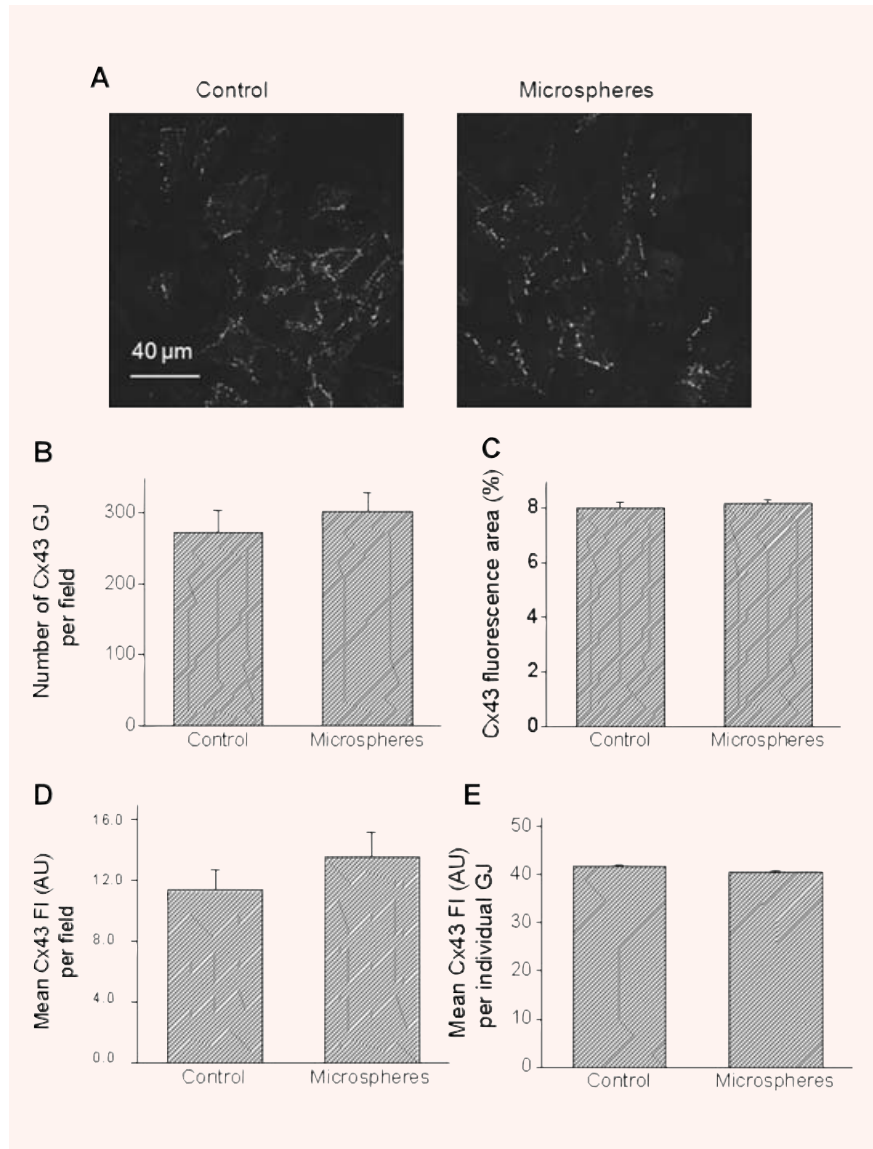 A
Control
Microspheres
40 µm
B
Number of Cx43 GJ
per field
300
200
100
0
Control
Microspheres
C
Cx43 fluorescence area (%)
8
6
4
2
0
Control
Microspheres
D
Mean Cx43 FI (AU)
per field
16.0
12.0
8.0
4.0
0.0
Control
Microspheres
E
Mean Cx43 FI (AU)
per individual GJ
50
40
30
20
10
0
Control
Microspheres